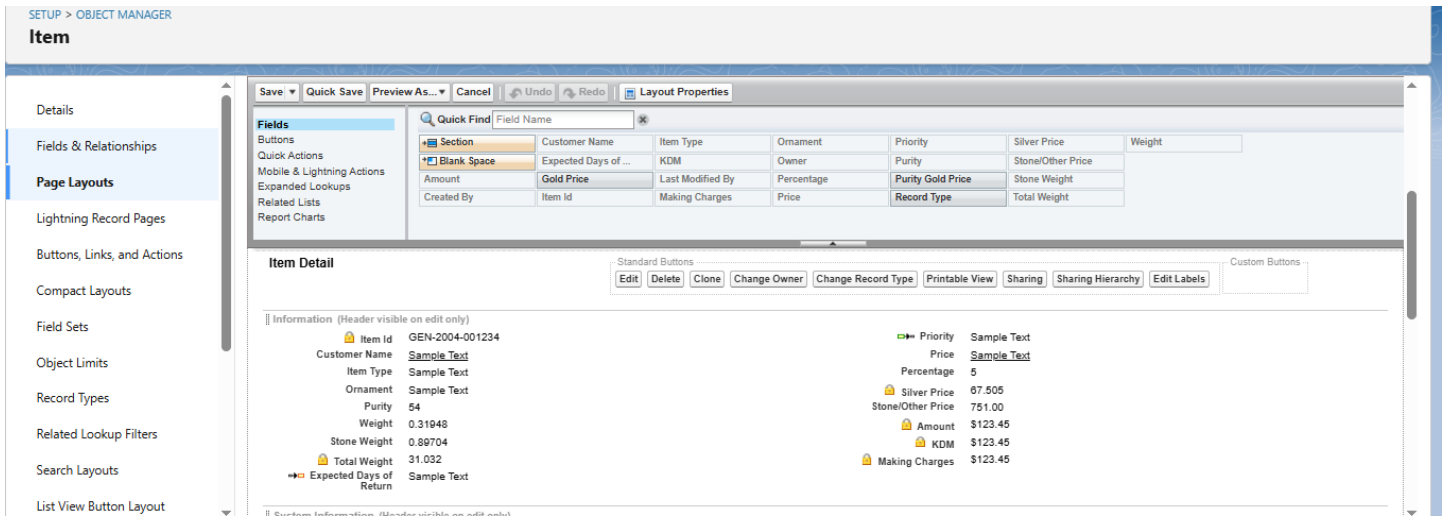 SETUP > OBJECT MANAGER
Item
Details
Fields & Relationships
Page Layouts
Lightning Record Pages
Buttons, Links, and Actions
Compact Layouts
Field Sets
Object Limits
Record Types
Related Lookup Filters
Search Layouts
List View Button Layout
Save Quick Save Preview As... Cancel Undo Redo Layout Properties
Fields
Buttons
Quick Actions
Mobile & Lightning Actions
Expanded Lookups
Related Lists
Report Charts
Quick Find Field Name
Section Customer Name Item Type Ornament Priority Silver Price Weight
Blank Space Expected Days of ... KDM Owner Purity Stone/Other Price
Amount Gold Price Last Modified By Percentage Purity Gold Price Stone Weight
Created By Item Id Making Charges Price Record Type Total Weight
Item Detail
Standard Buttons
Edit Delete Clone Change Owner Change Record Type Printable View Sharing Sharing Hierarchy Edit Labels
Custom Buttons
Information (Header visible on edit only)
Item Id GEN-2004-001234
Customer Name Sample Text
Item Type Sample Text
Ornament Sample Text
Purity 54
Weight 0.31948
Stone Weight 0.89704
Total Weight 31.032
Expected Days of
Return Sample Text
Priority Sample Text
Price Sample Text
Percentage 5
Silver Price 67.505
Stone/Other Price 751.00
Amount $123.45
KDM $123.45
Making Charges $123.45
System Information (Header visible on edit only)